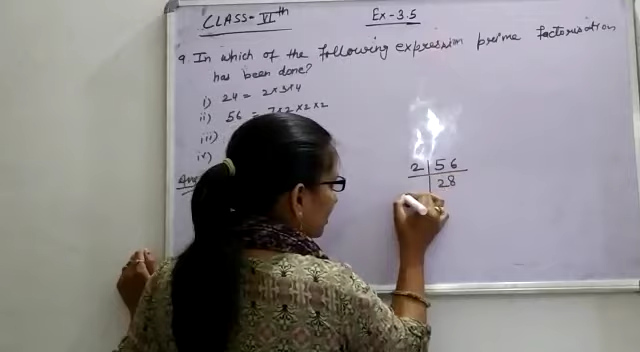 CLASS-VIth Ex-3.5
9 In which of the following expression prime factorisation
has been done?
i) 24 = 2×3×4
ii) 56 = 7×2×2×2
iii)
iv)
Ans
2 56
28